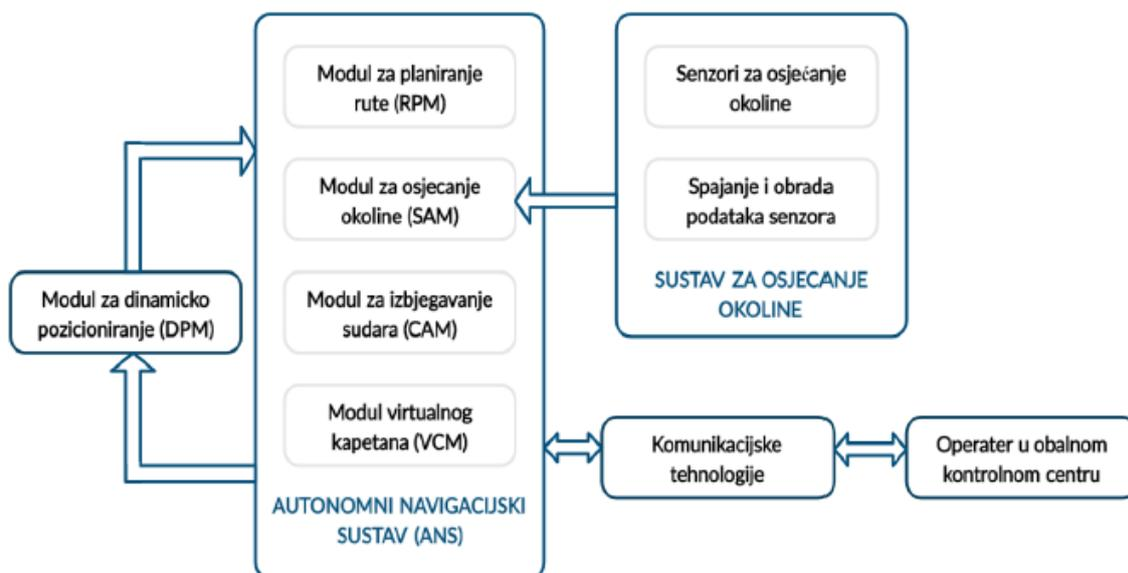 Modul za planiranje
rute (RPM)
Modul za osjecanje
okoline (SAM)
Modul za izbjegavanje
sudara (CAM)
Modul virtualnog
kapetana (VCM)
AUTONOMNI NAVIGACIJSKI
SUSTAV (ANS)
Senzori za osjećanje
okoline
Spajanje i obrada
podataka senzora
SUSTAV ZA OSJECANJE
OKOLINE
Modul za dinamicko
pozicioniranje (DPM)
Komunikacijske
tehnologije
Operater u obalnom
kontrolnom centru